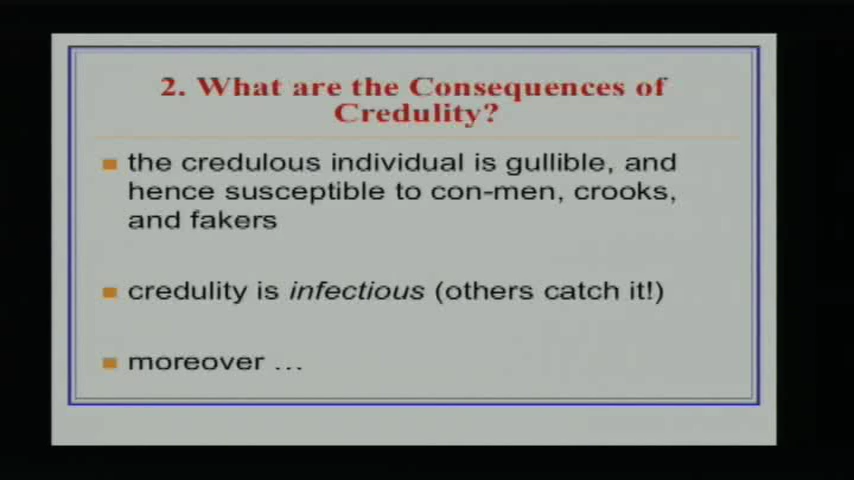 2. What are the Consequences of
Credulity?
the credulous individual is gullible, and
hence susceptible to con-men, crooks,
and fakers
credulity is infectious (others catch it!)
moreover …